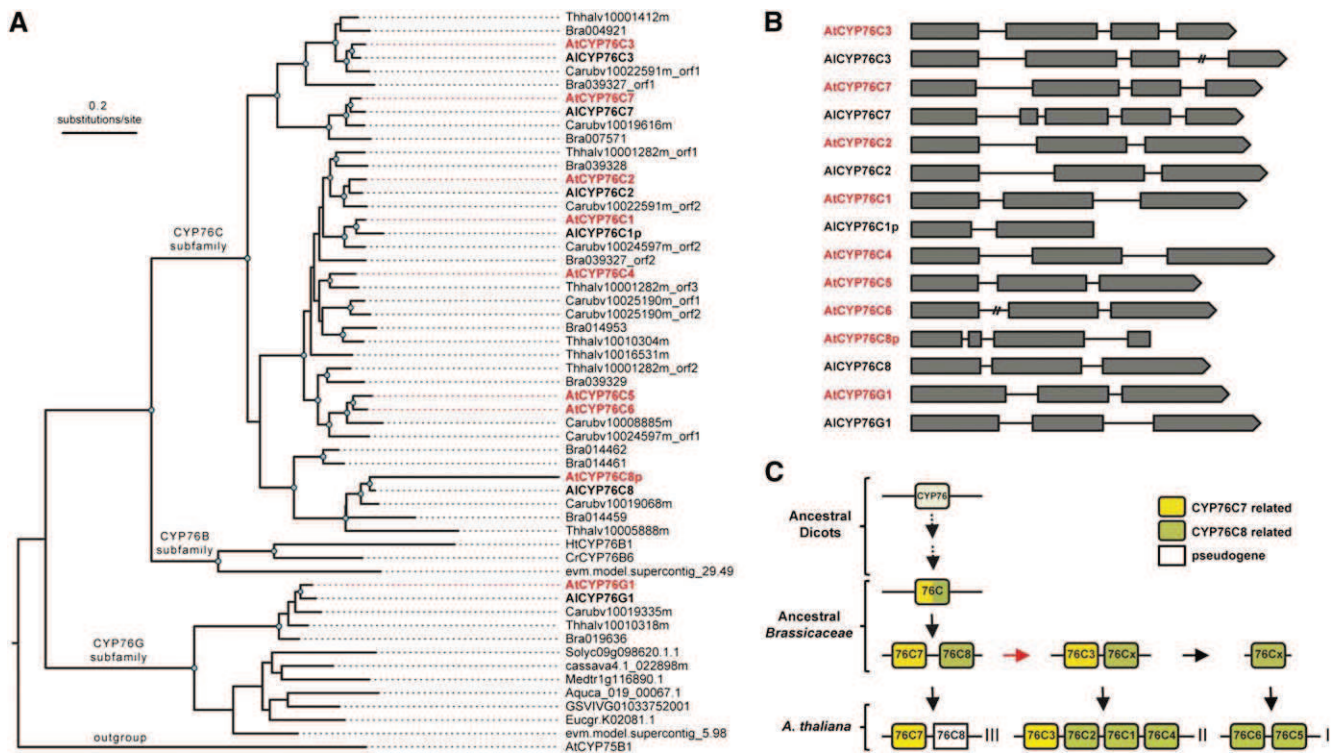 A
0.2
substitutions/site
CYP76C
subfamily
CYP76B
subfamily
CYP76G
subfamily
outgroup
Thhalv10001412m
Bra004921
AtCYP76C3
AlCYP76C3
Carubv10022591m_orf1
Bra039327_orf1
AtCYP76C7
AlCYP76C7
Carubv10019616m
Bra007571
Thhalv10001282m_orf1
Bra039328
AtCYP76C2
AlCYP76C2
Carubv10022591m_orf2
AtCYP76C1
AlCYP76C1p
Carubv10024597m_orf2
Bra039327_orf2
AtCYP76C4
Thhalv10001282m_orf3
Carubv10025190m_orf1
Carubv10025190m_orf2
Bra014953
Thhalv10010304m
Thhalv10016531m
Thhalv10001282m_orf2
Bra039329
AtCYP76C5
AtCYP76C6
Carubv10008885m
Carubv10024597m_orf1
Bra014462
Bra014461
AtCYP76C8p
AlCYP76C8
Carubv10019068m
Bra014459
Thhalv10005888m
HtCYP76B1
CrCYP76B6
evm.model.supercontig_29.49
AtCYP76G1
AlCYP76G1
Carubv10019335m
Thhalv10010318m
Bra019636
Solyc09g098620.1.1
cassava4.1_022898m
Medtr1g116890.1
Aquca_019_00067.1
GSVIVG01033752001
Eucgr.K02081.1
evm.model.supercontig_5.98
AtCYP75B1
B
AtCYP76C3
AlCYP76C3
AtCYP76C7
AlCYP76C7
AtCYP76C2
AlCYP76C2
AtCYP76C1
AlCYP76C1p
AtCYP76C4
AtCYP76C5
AtCYP76C6
AtCYP76C8p
AlCYP76C8
AtCYP76G1
AlCYP76G1
C
Ancestral
Dicots
CYP76
CYP76C7 related
CYP76C8 related
pseudogene
Ancestral
Brassicaceae
76C
76C7 76C8 76C3 76Cx 76Cx
A. thaliana
76C7 76C8 III 76C3 76C2 76C1 76C4 II 76C6 76C5 I